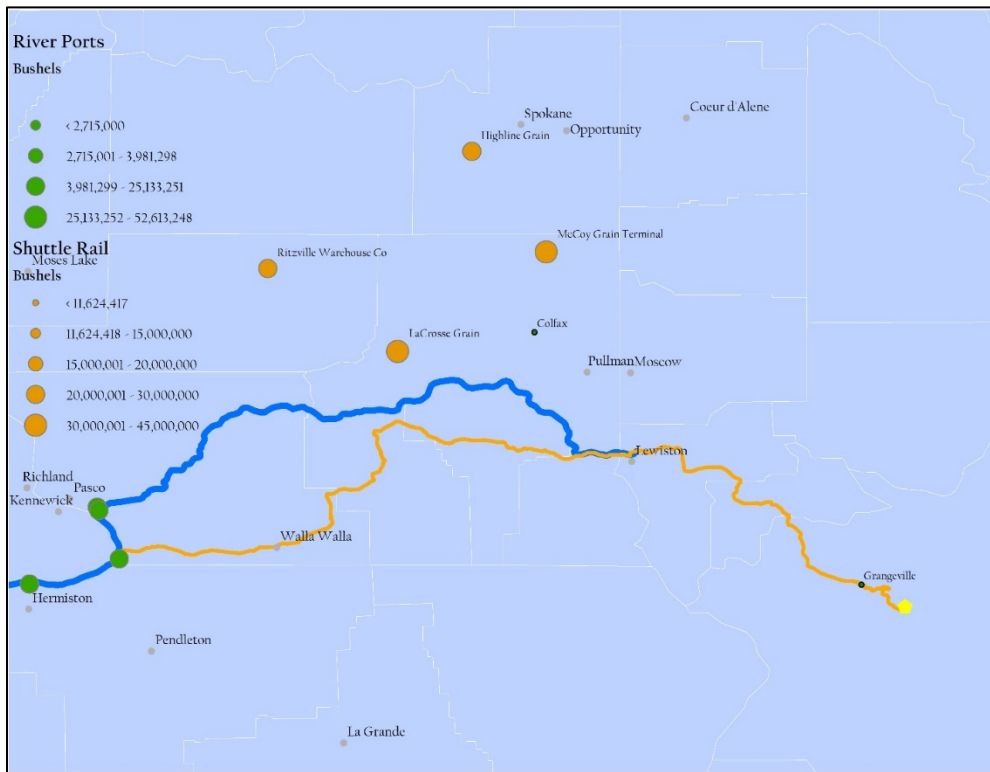 River Ports
Bushels
< 2,715,000
2,715,001 - 3,981,298
3,981,299 - 25,133,251
25,133,252 - 52,613,248
Shuttle Rail
Moses Lake
Bushels
< 11,624,417
11,624,418 - 15,000,000
15,000,001 - 20,000,000
20,000,001 - 30,000,000
30,000,001 - 45,000,000
Spokane
Coeur d'Alene
Opportunity
Highline Grain
McCoy Grain Terminal
Ritzville Warehouse Co
Colfax
LaCrosse Grain
Pullman
Moscow
Lewiston
Richland
Pasco
Kennewick
Walla Walla
Grangeville
Hermiston
Pendleton
La Grande